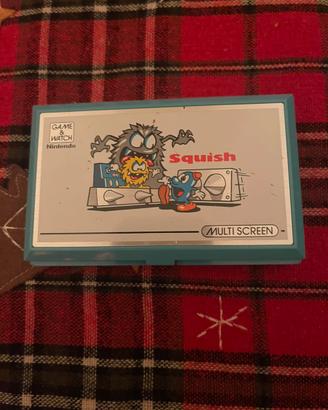 GAME
&
WATCH
Nintendo
Squish
MULTI SCREEN